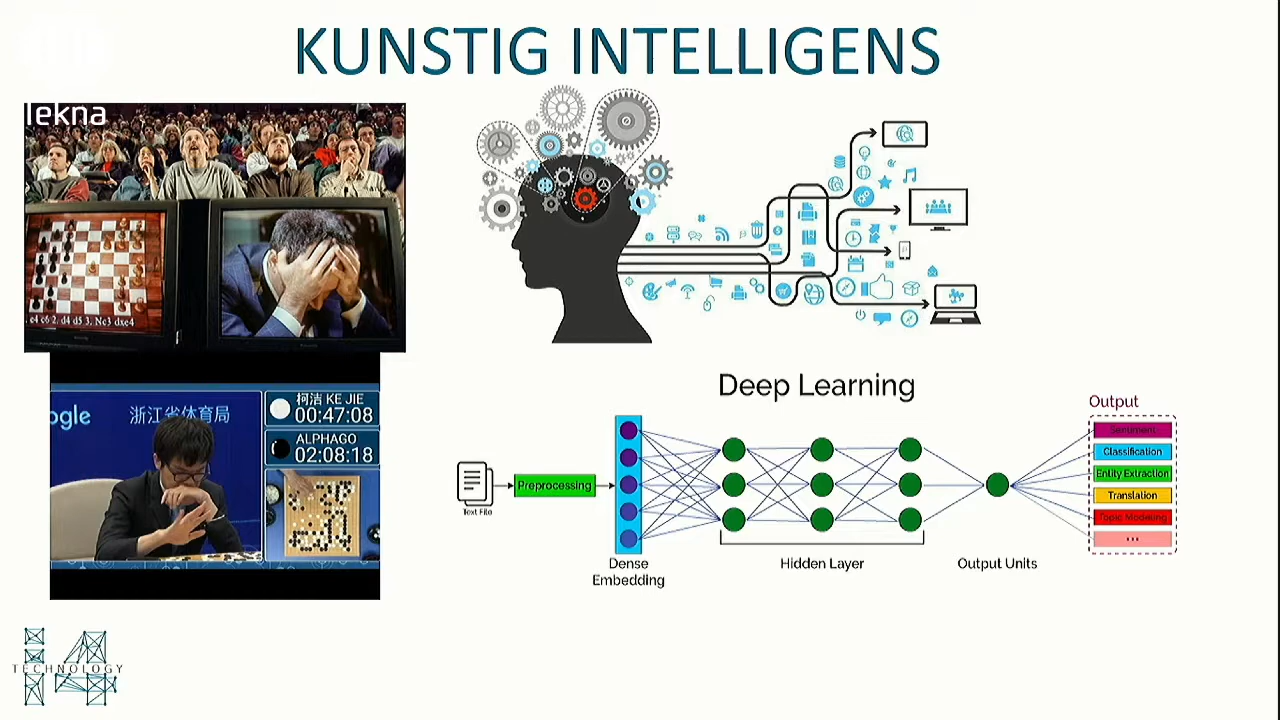 KUNSTIG INTELLIGENS
lekna
e4 c6 2. d4 d5 3. Nc3 dxe4
ogle
浙江省体育局
柯洁 KE JIE
00:47:08
ALPHAGO
02:08:18
Deep Learning
Output
Sentiment
Classification
Entity Extraction
Translation
Topic Modeling
...
Text File
Preprocessing
Dense
Embedding
Hidden Layer
Output Units
TECHNOLOGY
i4